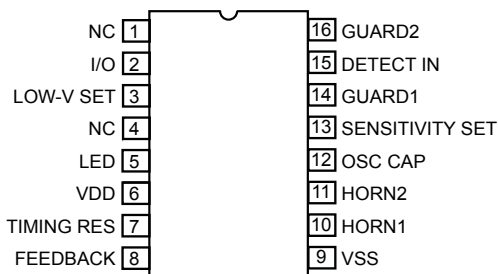 NC 1
I/O 2
LOW-V SET 3
NC 4
LED 5
VDD 6
TIMING RES 7
FEEDBACK 8
16 GUARD2
15 DETECT IN
14 GUARD1
13 SENSITIVITY SET
12 OSC CAP
11 HORN2
10 HORN1
9 VSS